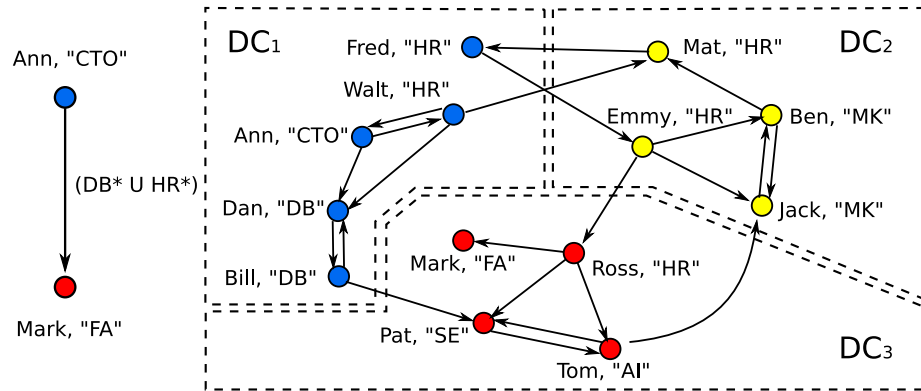 Ann, "CTO"
(DB* U HR*)
Mark, "FA"
DC1
Fred, "HR"
Walt, "HR"
Ann, "CTO"
Dan, "DB"
Bill, "DB"
DC2
Mat, "HR"
Emmy, "HR"
Ben, "MK"
Jack, "MK"
Mark, "FA"
Ross, "HR"
Pat, "SE"
Tom, "AI"
DC3